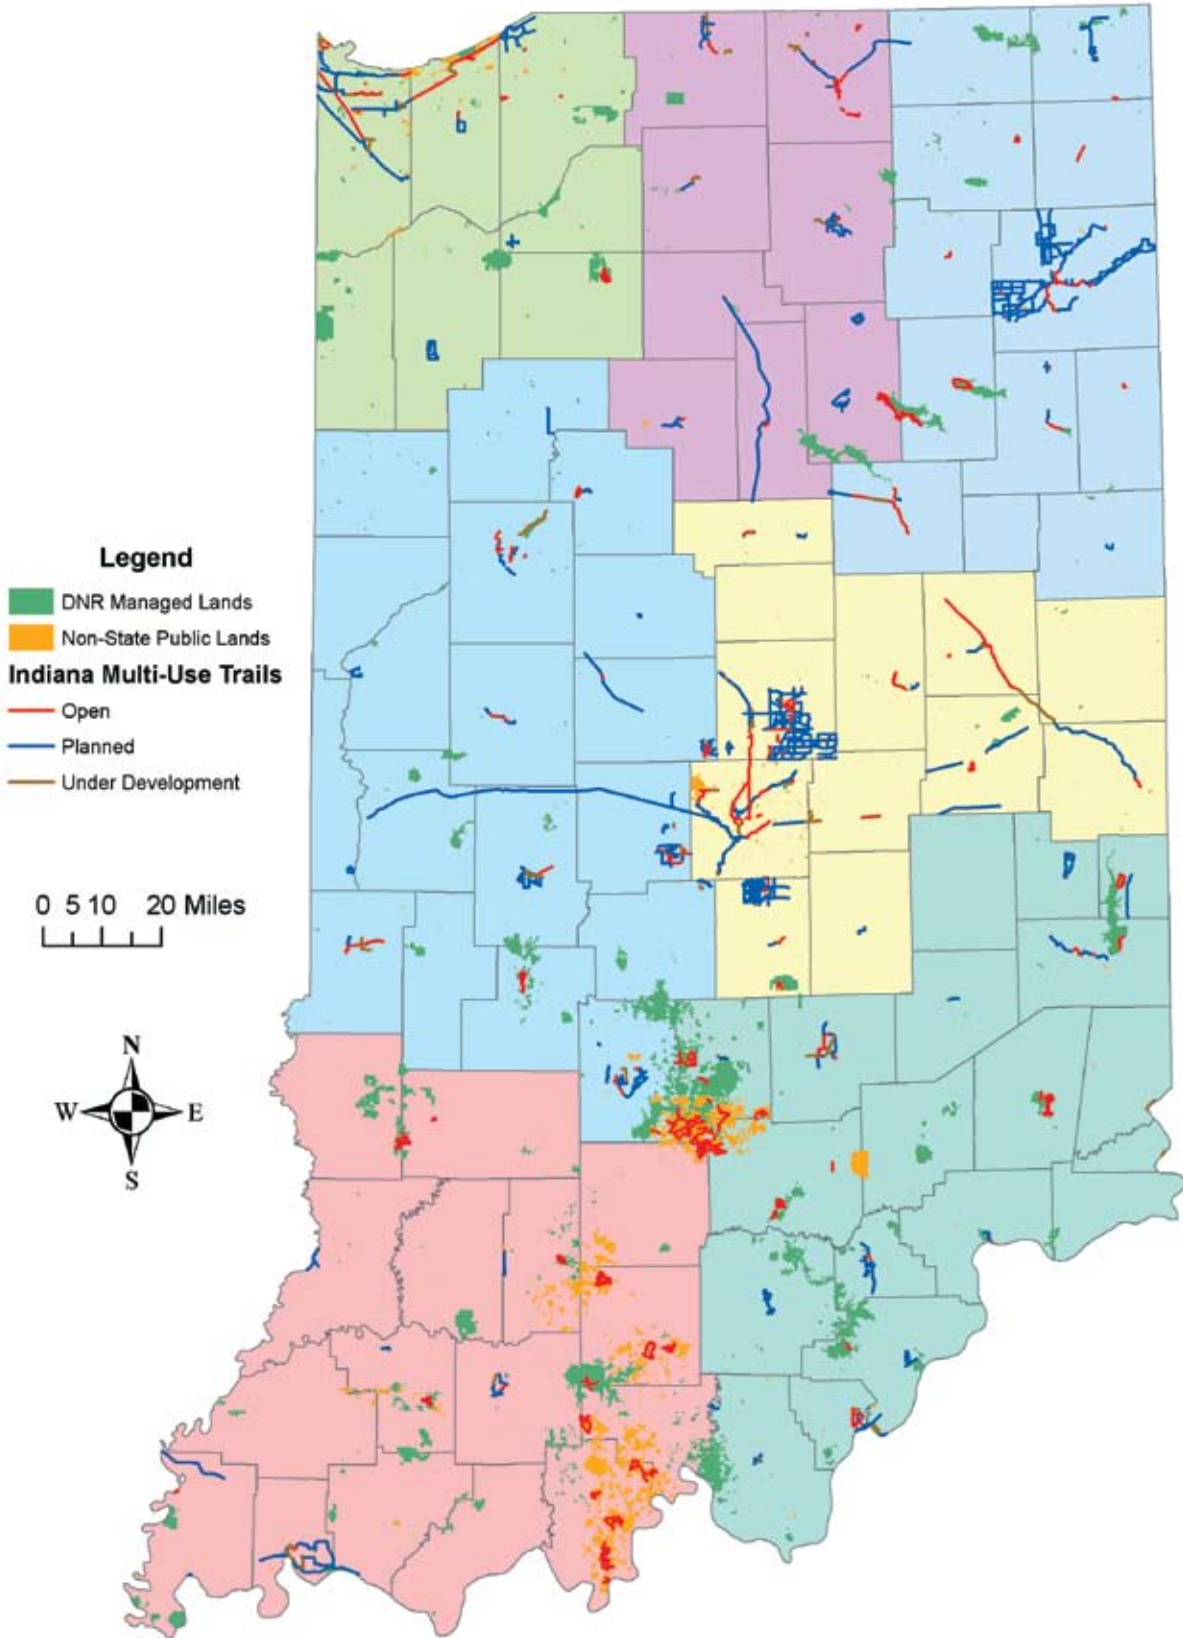 Legend
DNR Managed Lands
Non-State Public Lands
Indiana Multi-Use Trails
Open
Planned
Under Development
0 5 10 20 Miles
N
W E
S